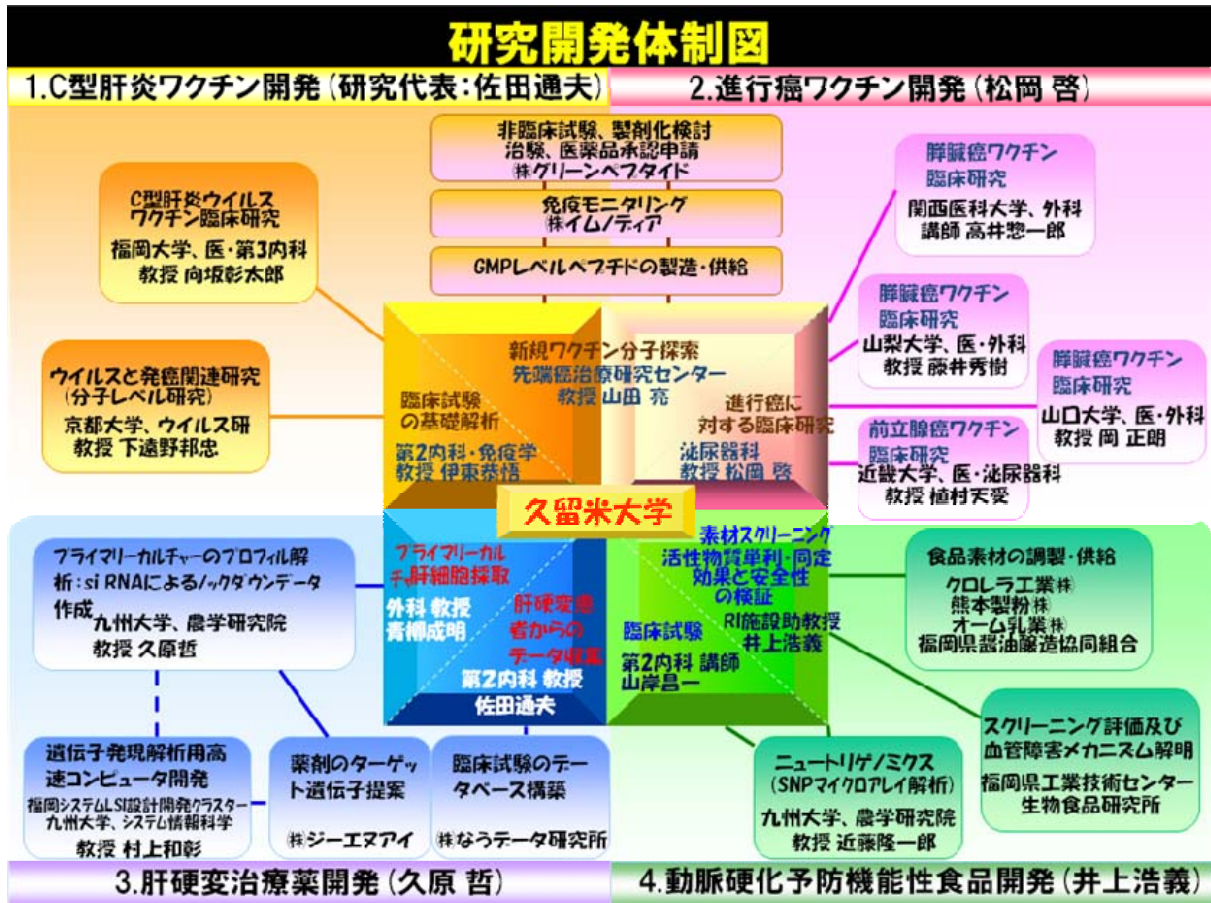 研究開発体制図
1.C型肝炎ワクチン開発(研究代表:佐田通夫)
2.進行癌ワクチン開発(松岡 啓)
非臨床試験、製剤化検討
治験、医薬品承認申請
㈱グリーンペプタイド
免疫モニタリング
㈱イムノディア
GMPレベルペプチドの製造・供給
C型肝炎ウイルス
ワクチン臨床研究
福岡大学、医・第3内科
教授 向坂彰太郎
ウイルスと発癌関連研究
(分子レベル研究)
京都大学、ウイルス研
教授 下遠野邦忠
膵臓癌ワクチン
臨床研究
関西医科大学、外科
講師 高井惣一郎
膵臓癌ワクチン
臨床研究
山梨大学、医・外科
教授 藤井秀樹
膵臓癌ワクチン
臨床研究
山口大学、医・外科
教授 岡 正朗
前立腺癌ワクチン
臨床研究
近畿大学、医・泌尿器科
教授 植村天受
新規ワクチン分子探索
先端癌治療研究センター
教授 山田 亮
臨床試験
の基礎解析
第2内科・免疫学
教授 伊東恭悟
進行癌に
対する臨床研究
泌尿器科
教授 松岡 啓
久留米大学
プライマリーカル
チャ肝細胞採取
外科 教授
青柳成明
肝硬変患
者からの
データ収集
第2内科 教授
佐田通夫
素材スクリーニング
活性物質単利・同定
効果と安全性
の検証
RI施設助教授
井上浩義
臨床試験
第2内科 講師
山岸昌一
プライマリーカルチャーのプロフィル解
析:si RNAによるノックダウンデータ
作成
九州大学、農学研究院
教授 久原哲
遺伝子発現解析用高
速コンピュータ開発
福岡システムLSI設計開発クラスター
九州大学、システム情報科学
教授 村上和彰
薬剤のターゲッ
ト遺伝子提案
㈱ジーエヌアイ
臨床試験のデー
タベース構築
㈱なうデータ研究所
食品素材の調製・供給
クロレラ工業㈱
熊本製粉㈱
オーム乳業㈱
福岡県醤油醸造協同組合
スクリーニング評価及び
血管障害メカニズム解明
福岡県工業技術センター
生物食品研究所
ニュートリゲノミクス
(SNPマイクロアレイ解析)
九州大学、農学研究院
教授 近藤隆一郎
3.肝硬変治療薬開発(久原 哲)
4.動脈硬化予防機能性食品開発(井上浩義)